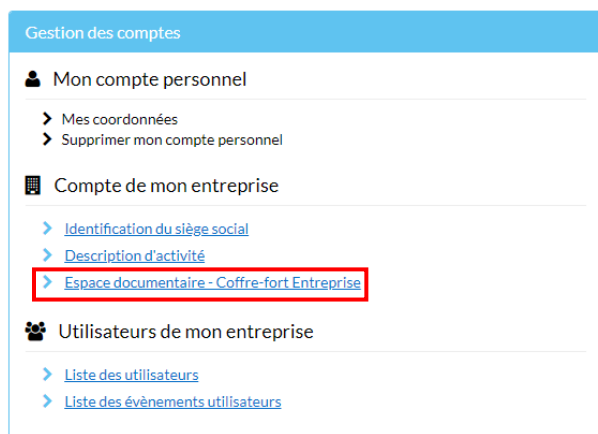 Gestion des comptes
Mon compte personnel
Mes coordonnées
Supprimer mon compte personnel
Compte de mon entreprise
Identification du siège social
Description d'activité
Espace documentaire - Coffre-fort Entreprise
Utilisateurs de mon entreprise
Liste des utilisateurs
Liste des évènements utilisateurs